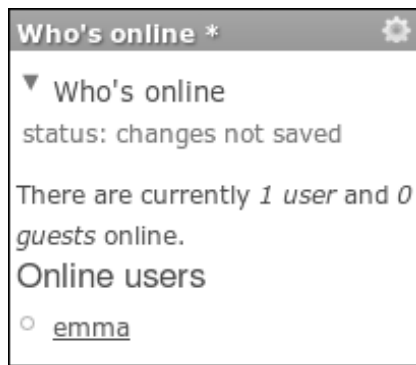 Who's online *
Who's online
status: changes not saved
There are currently 1 user and 0
guests online.
Online users
emma